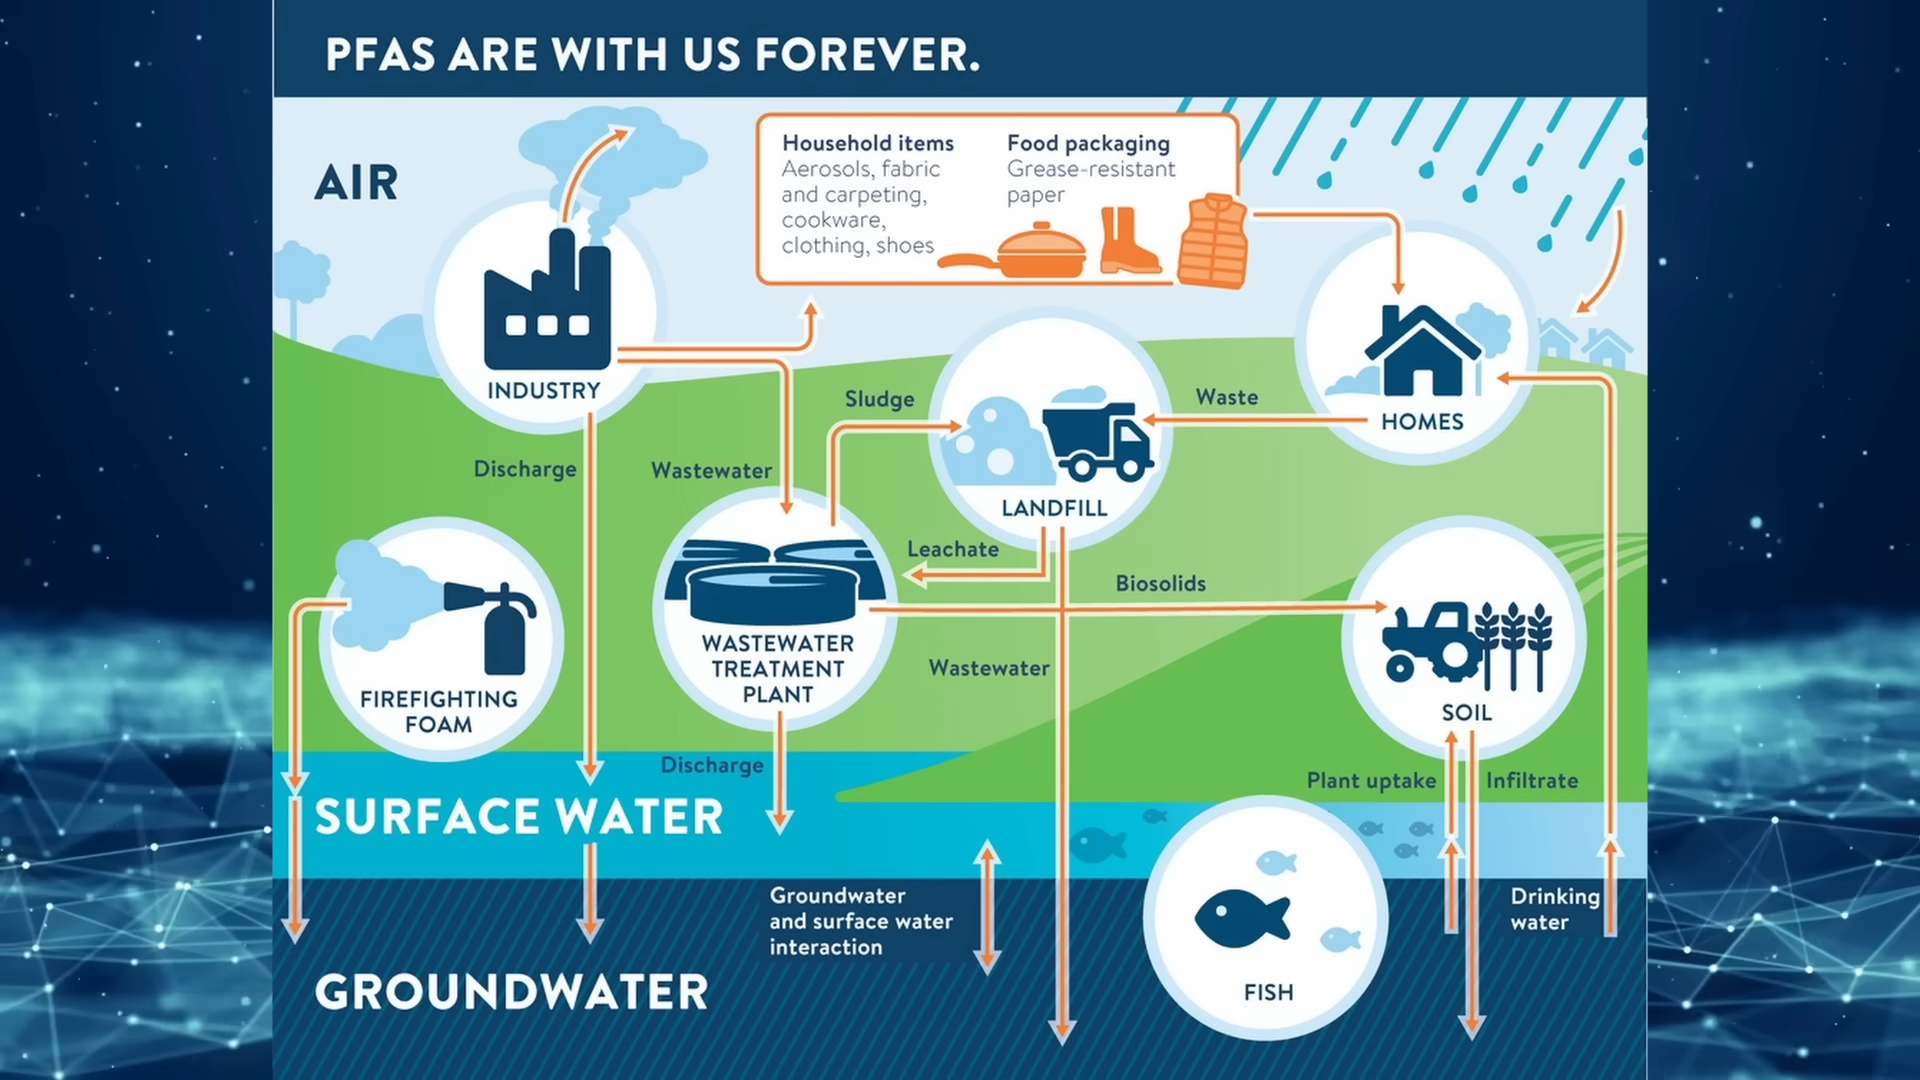 PFAS ARE WITH US FOREVER.
AIR
Household items
Aerosols, fabric
and carpeting,
cookware,
clothing, shoes
Food packaging
Grease-resistant
paper
INDUSTRY
HOMES
Sludge
Waste
LANDFILL
Discharge
Wastewater
Leachate
Biosolids
FIREFIGHTING
FOAM
WASTEWATER
TREATMENT
PLANT
Wastewater
SOIL
Discharge
Plant uptake
Infiltrate
SURFACE WATER
Groundwater
and surface water
interaction
Drinking
water
FISH
GROUNDWATER